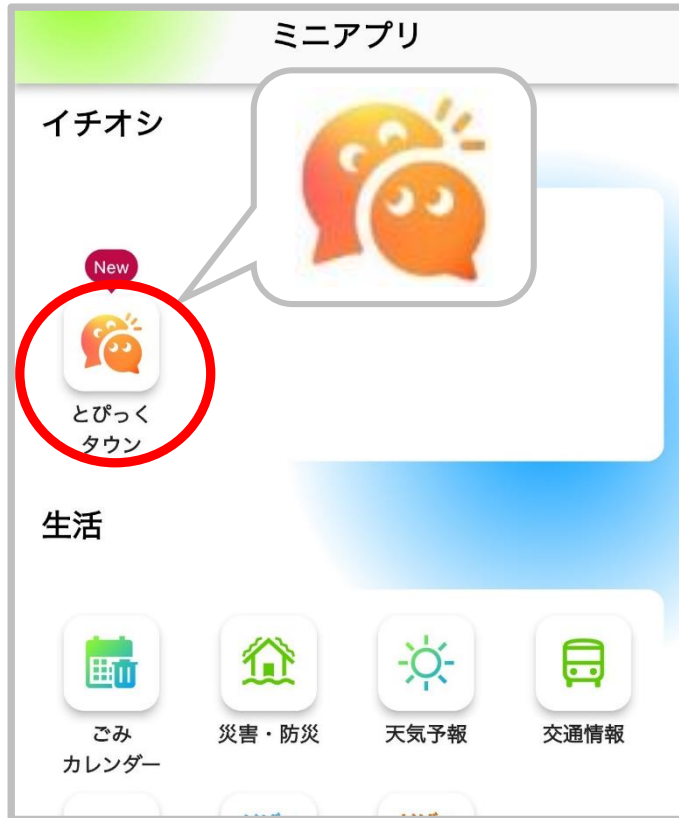 ミニアプリ
イチオシ
New
とぴっく
タウン
生活
ごみ
カレンダー
災害・防災
天気予報
交通情報